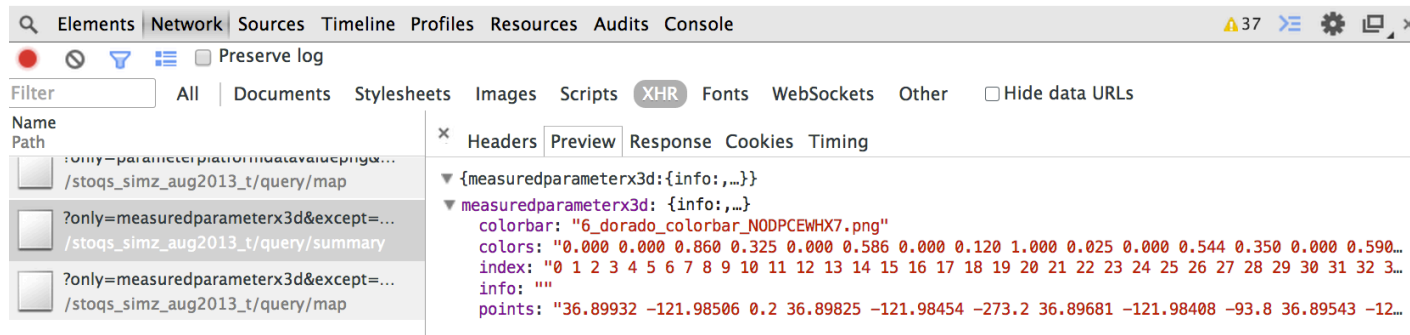 Elements Network Sources Timeline Profiles Resources Audits Console 37
Preserve log
Filter All Documents Stylesheets Images Scripts XHR Fonts WebSockets Other Hide data URLs
Name
Path
Headers Preview Response Cookies Timing
?only=parameterplatformdatavaluepng&...
/stoqs_simz_aug2013_t/query/map
?only=measuredparameterx3d&except=...
/stoqs_simz_aug2013_t/query/summary
?only=measuredparameterx3d&except=...
/stoqs_simz_aug2013_t/query/map
{measuredparameterx3d:{info:,…}}
measuredparameterx3d: {info:,…}
colorbar: "6_dorado_colorbar_NODPCEWHX7.png"
colors: "0.000 0.000 0.860 0.325 0.000 0.586 0.000 0.120 1.000 0.025 0.000 0.544 0.350 0.000 0.590…
index: "0 1 2 3 4 5 6 7 8 9 10 11 12 13 14 15 16 17 18 19 20 21 22 23 24 25 26 27 28 29 30 31 32 3…
info: ""
points: "36.89932 -121.98506 0.2 36.89825 -121.98454 -273.2 36.89681 -121.98408 -93.8 36.89543 -12…